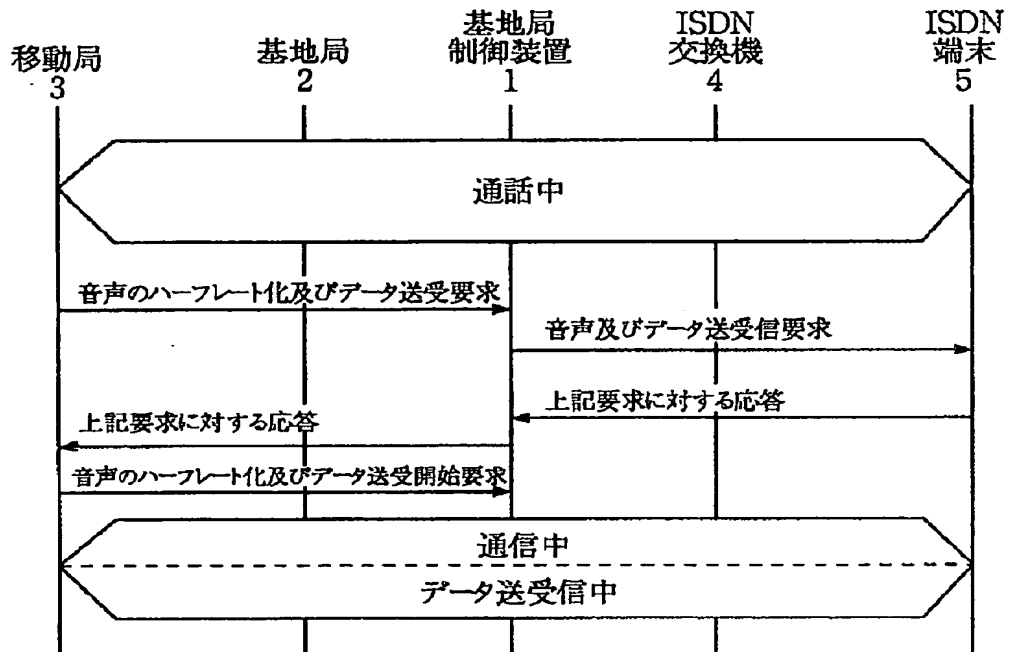 移動局
3
基地局
2
基地局
制御装置
1
ISDN
交換機
4
ISDN
端末
5
通話中
音声のハーフレート化及びデータ送受要求
音声及びデータ送受信要求
上記要求に対する応答
上記要求に対する応答
音声のハーフレート化及びデータ送受開始要求
通信中
データ送受信中